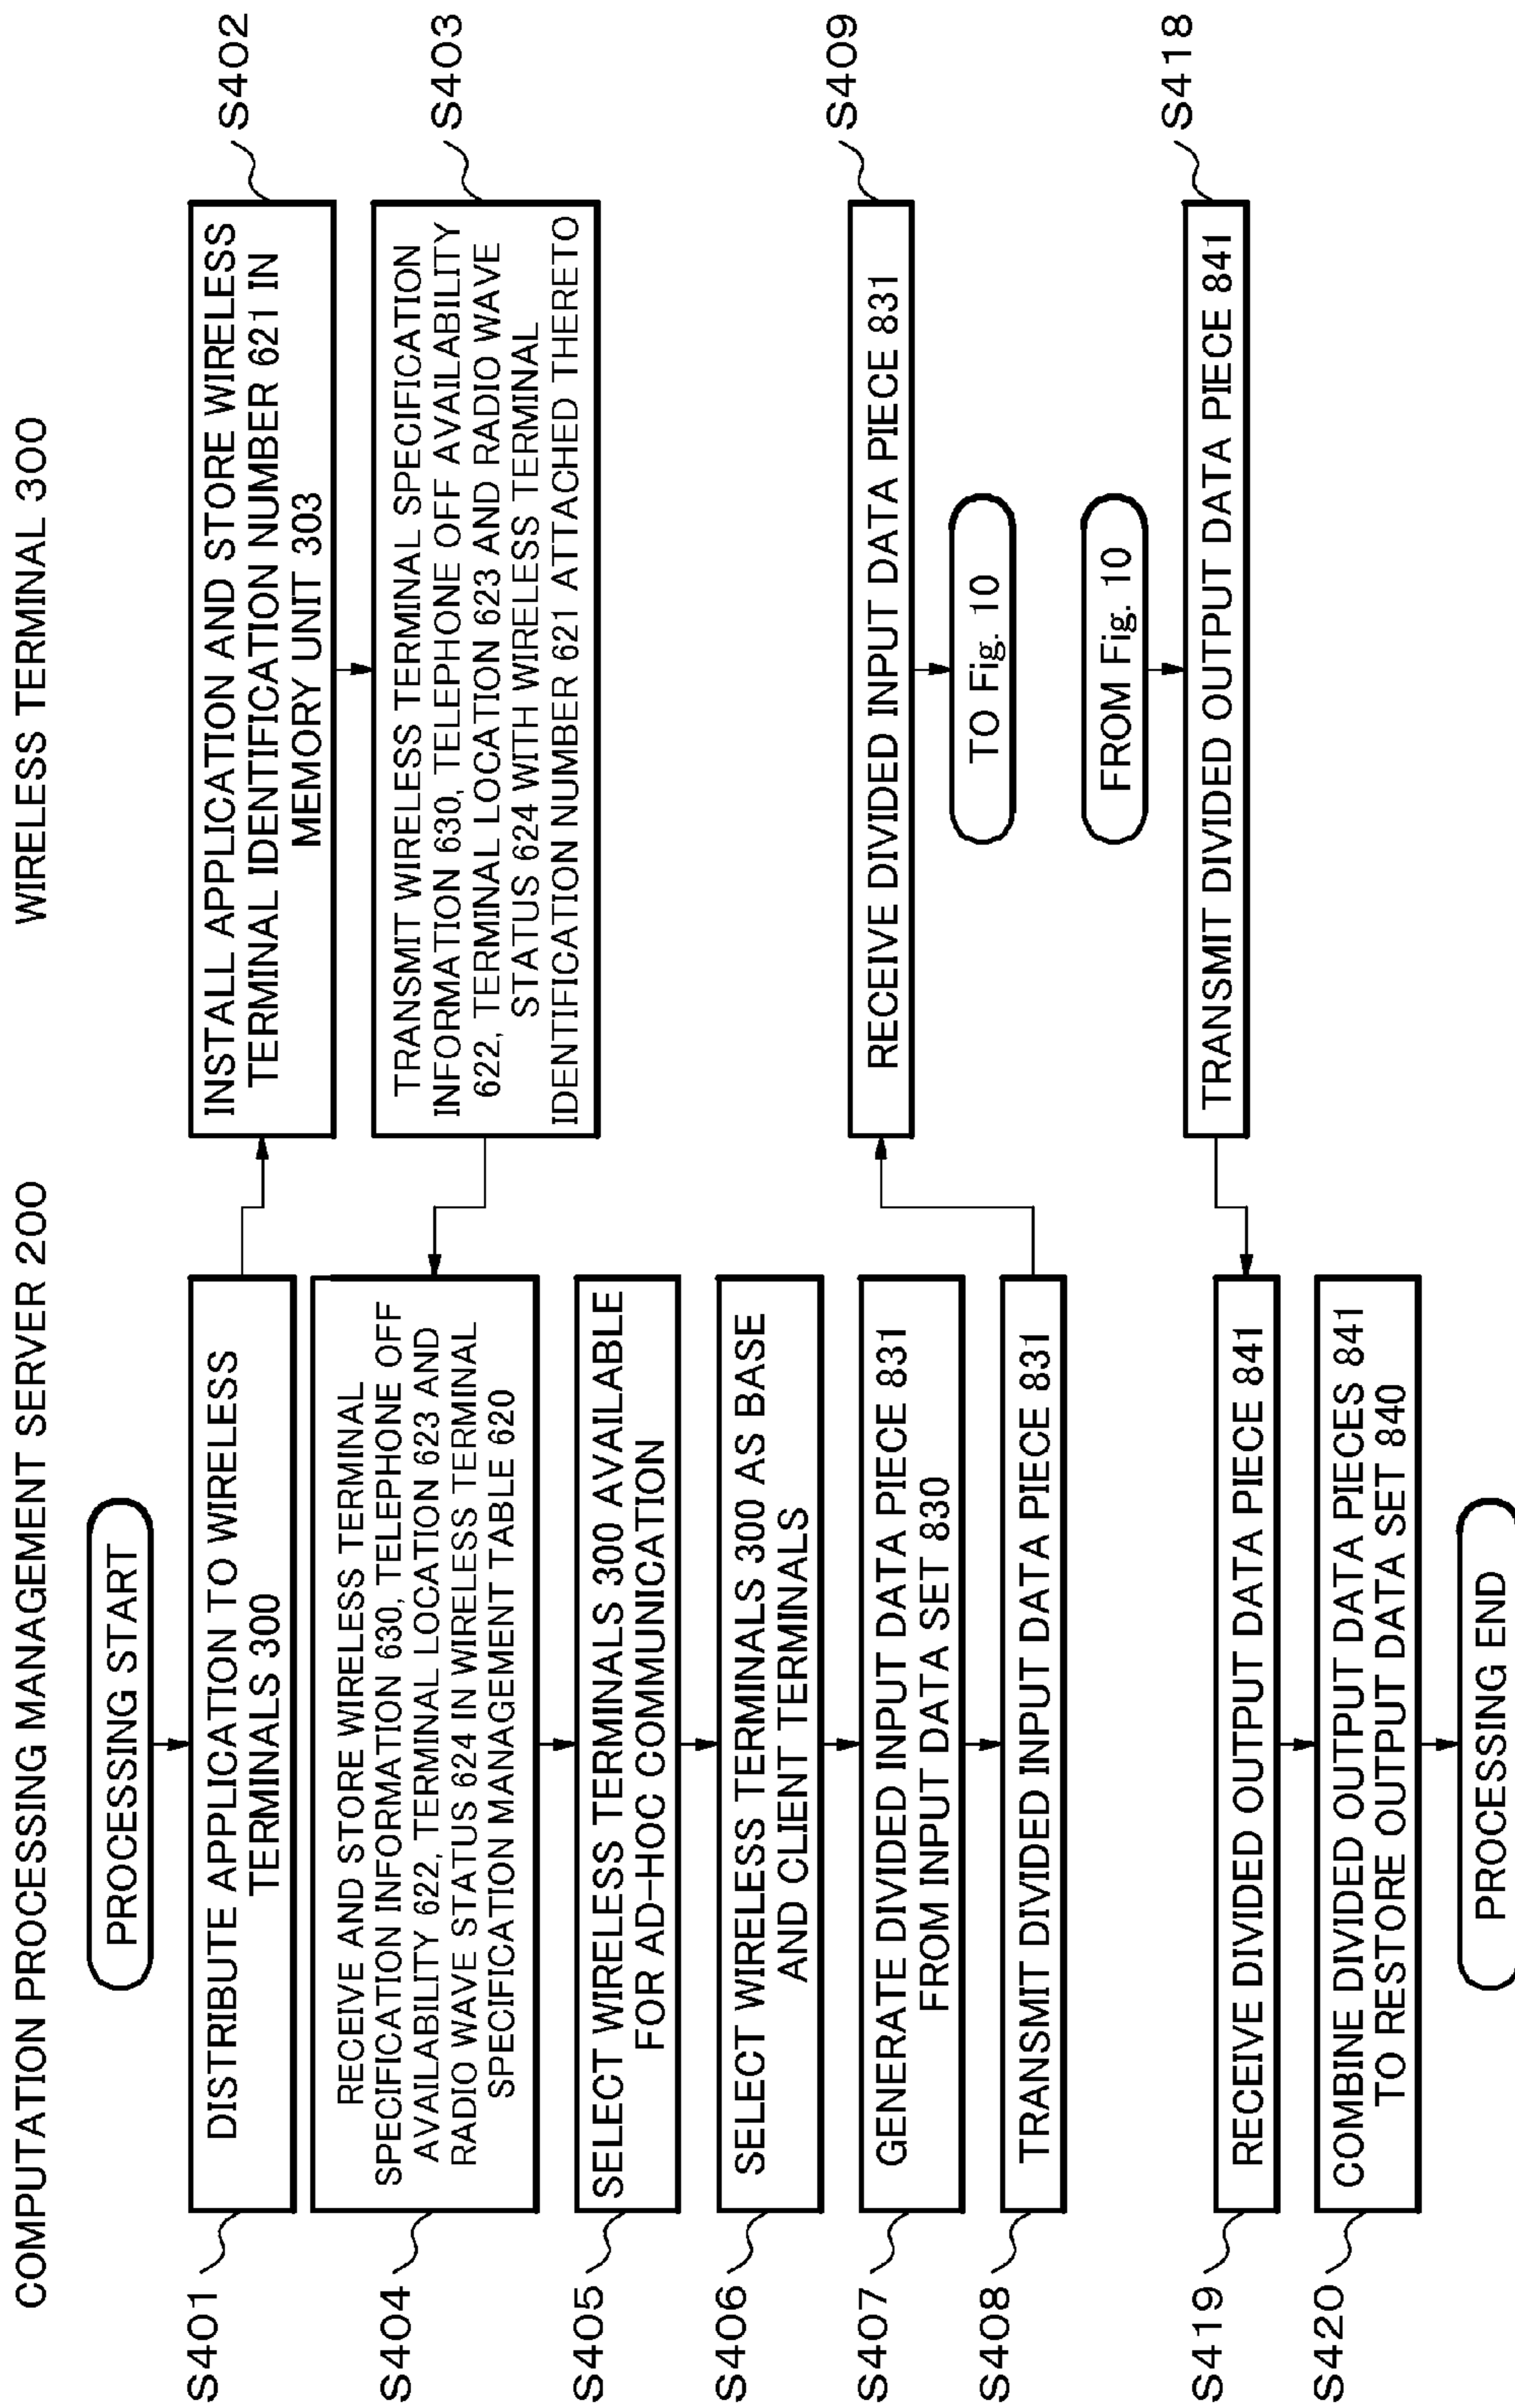 COMPUTATION PROCESSING MANAGEMENT SERVER 200
WIRELESS TERMINAL 300
PROCESSING START
S401
DISTRIBUTE APPLICATION TO WIRELESS
TERMINALS 300
INSTALL APPLICATION AND STORE WIRELESS
TERMINAL IDENTIFICATION NUMBER 621 IN
MEMORY UNIT 303
S402
TRANSMIT WIRELESS TERMINAL SPECIFICATION
INFORMATION 630, TELEPHONE OFF AVAILABILITY
622, TERMINAL LOCATION 623 AND RADIO WAVE
STATUS 624 WITH WIRELESS TERMINAL
IDENTIFICATION NUMBER 621 ATTACHED THERETO
S403
S404
RECEIVE AND STORE WIRELESS TERMINAL
SPECIFICATION INFORMATION 630, TELEPHONE OFF
AVAILABILITY 622, TERMINAL LOCATION 623 AND
RADIO WAVE STATUS 624 IN WIRELESS TERMINAL
SPECIFICATION MANAGEMENT TABLE 620
S405
SELECT WIRELESS TERMINALS 300 AVAILABLE
FOR AD-HOC COMMUNICATION
S406
SELECT WIRELESS TERMINALS 300 AS BASE
AND CLIENT TERMINALS
S407
GENERATE DIVIDED INPUT DATA PIECE 831
FROM INPUT DATA SET 830
S408
TRANSMIT DIVIDED INPUT DATA PIECE 831
RECEIVE DIVIDED INPUT DATA PIECE 831
S409
TO Fig. 10
FROM Fig. 10
TRANSMIT DIVIDED OUTPUT DATA PIECE 841
S418
S419
RECEIVE DIVIDED OUTPUT DATA PIECE 841
S420
COMBINE DIVIDED OUTPUT DATA PIECES 841
TO RESTORE OUTPUT DATA SET 840
PROCESSING END